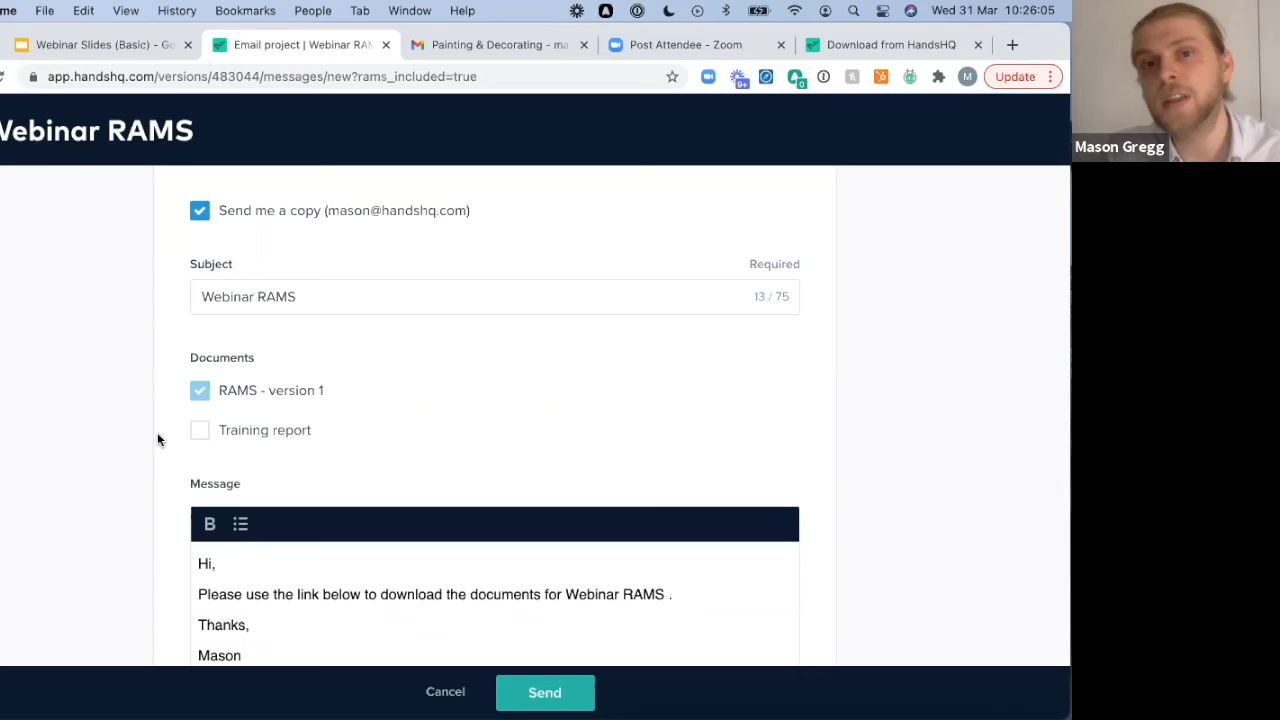 me File Edit View History Bookmarks People Tab Window Help Wed 31 Mar 10:26:05
Webinar Slides (Basic) - Go Email project | Webinar RAM Painting & Decorating - ma Post Attendee - Zoom Download from HandsHQ
app.handshq.com/versions/483044/messages/new?rams_included=true 9+ 0 M Update
Mason Gregg
Webinar RAMS
Send me a copy (mason@handshq.com)
Subject Required
Webinar RAMS 13 / 75
Documents
RAMS - version 1
Training report
Message
B
Hi,
Please use the link below to download the documents for Webinar RAMS .
Thanks,
Mason
Cancel Send